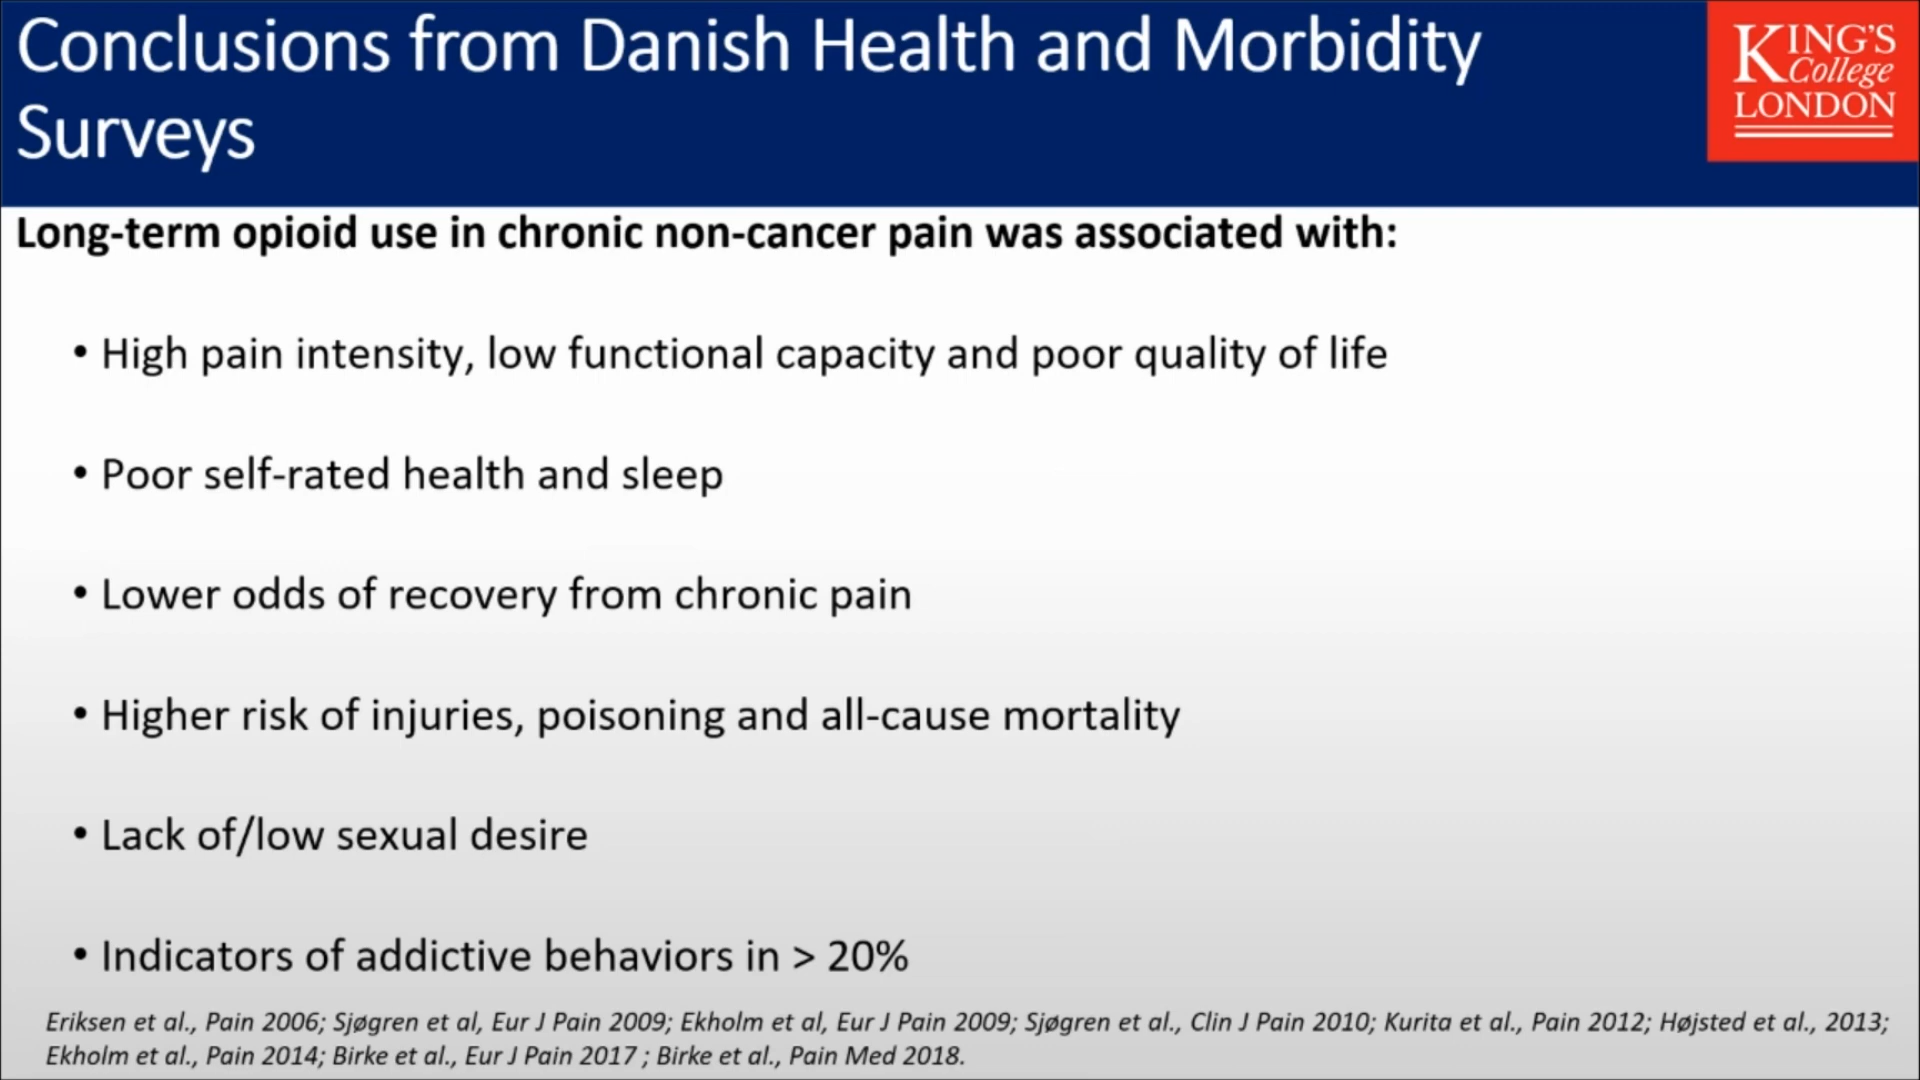 Conclusions from Danish Health and Morbidity
Surveys
KING'S
College
LONDON
Long-term opioid use in chronic non-cancer pain was associated with:
• High pain intensity, low functional capacity and poor quality of life
• Poor self-rated health and sleep
• Lower odds of recovery from chronic pain
• Higher risk of injuries, poisoning and all-cause mortality
• Lack of/low sexual desire
• Indicators of addictive behaviors in > 20%
Eriksen et al., Pain 2006; Sjøgren et al, Eur J Pain 2009; Ekholm et al, Eur J Pain 2009; Sjøgren et al., Clin J Pain 2010; Kurita et al., Pain 2012; Højsted et al., 2013;
Ekholm et al., Pain 2014; Birke et al., Eur J Pain 2017 ; Birke et al., Pain Med 2018.